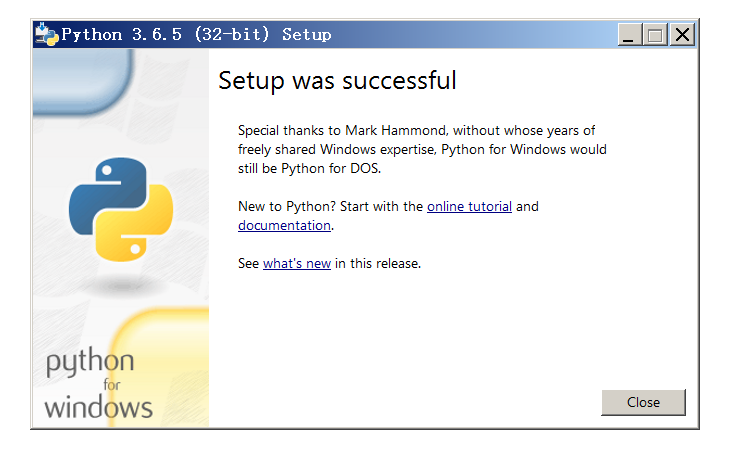 Python 3.6.5 (32-bit) Setup
Setup was successful
Special thanks to Mark Hammond, without whose years of
freely shared Windows expertise, Python for Windows would
still be Python for DOS.
New to Python? Start with the online tutorial and
documentation.
See what's new in this release.
python
for
windows
Close